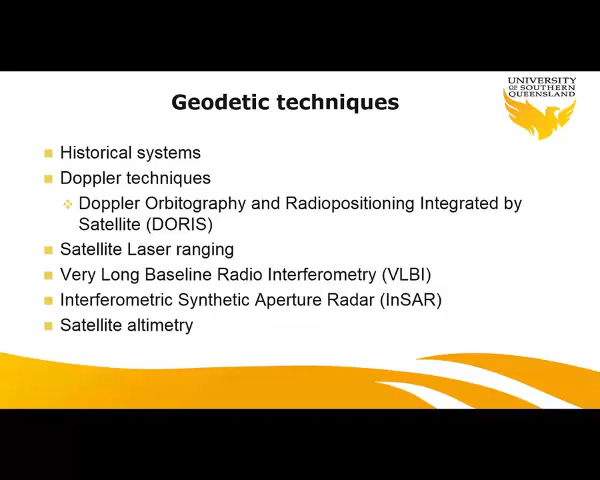 UNIVERSITY
OF SOUTHERN
QUEENSLAND
Geodetic techniques
Historical systems
Doppler techniques
Doppler Orbitography and Radiopositioning Integrated by
Satellite (DORIS)
Satellite Laser ranging
Very Long Baseline Radio Interferometry (VLBI)
Interferometric Synthetic Aperture Radar (InSAR)
Satellite altimetry